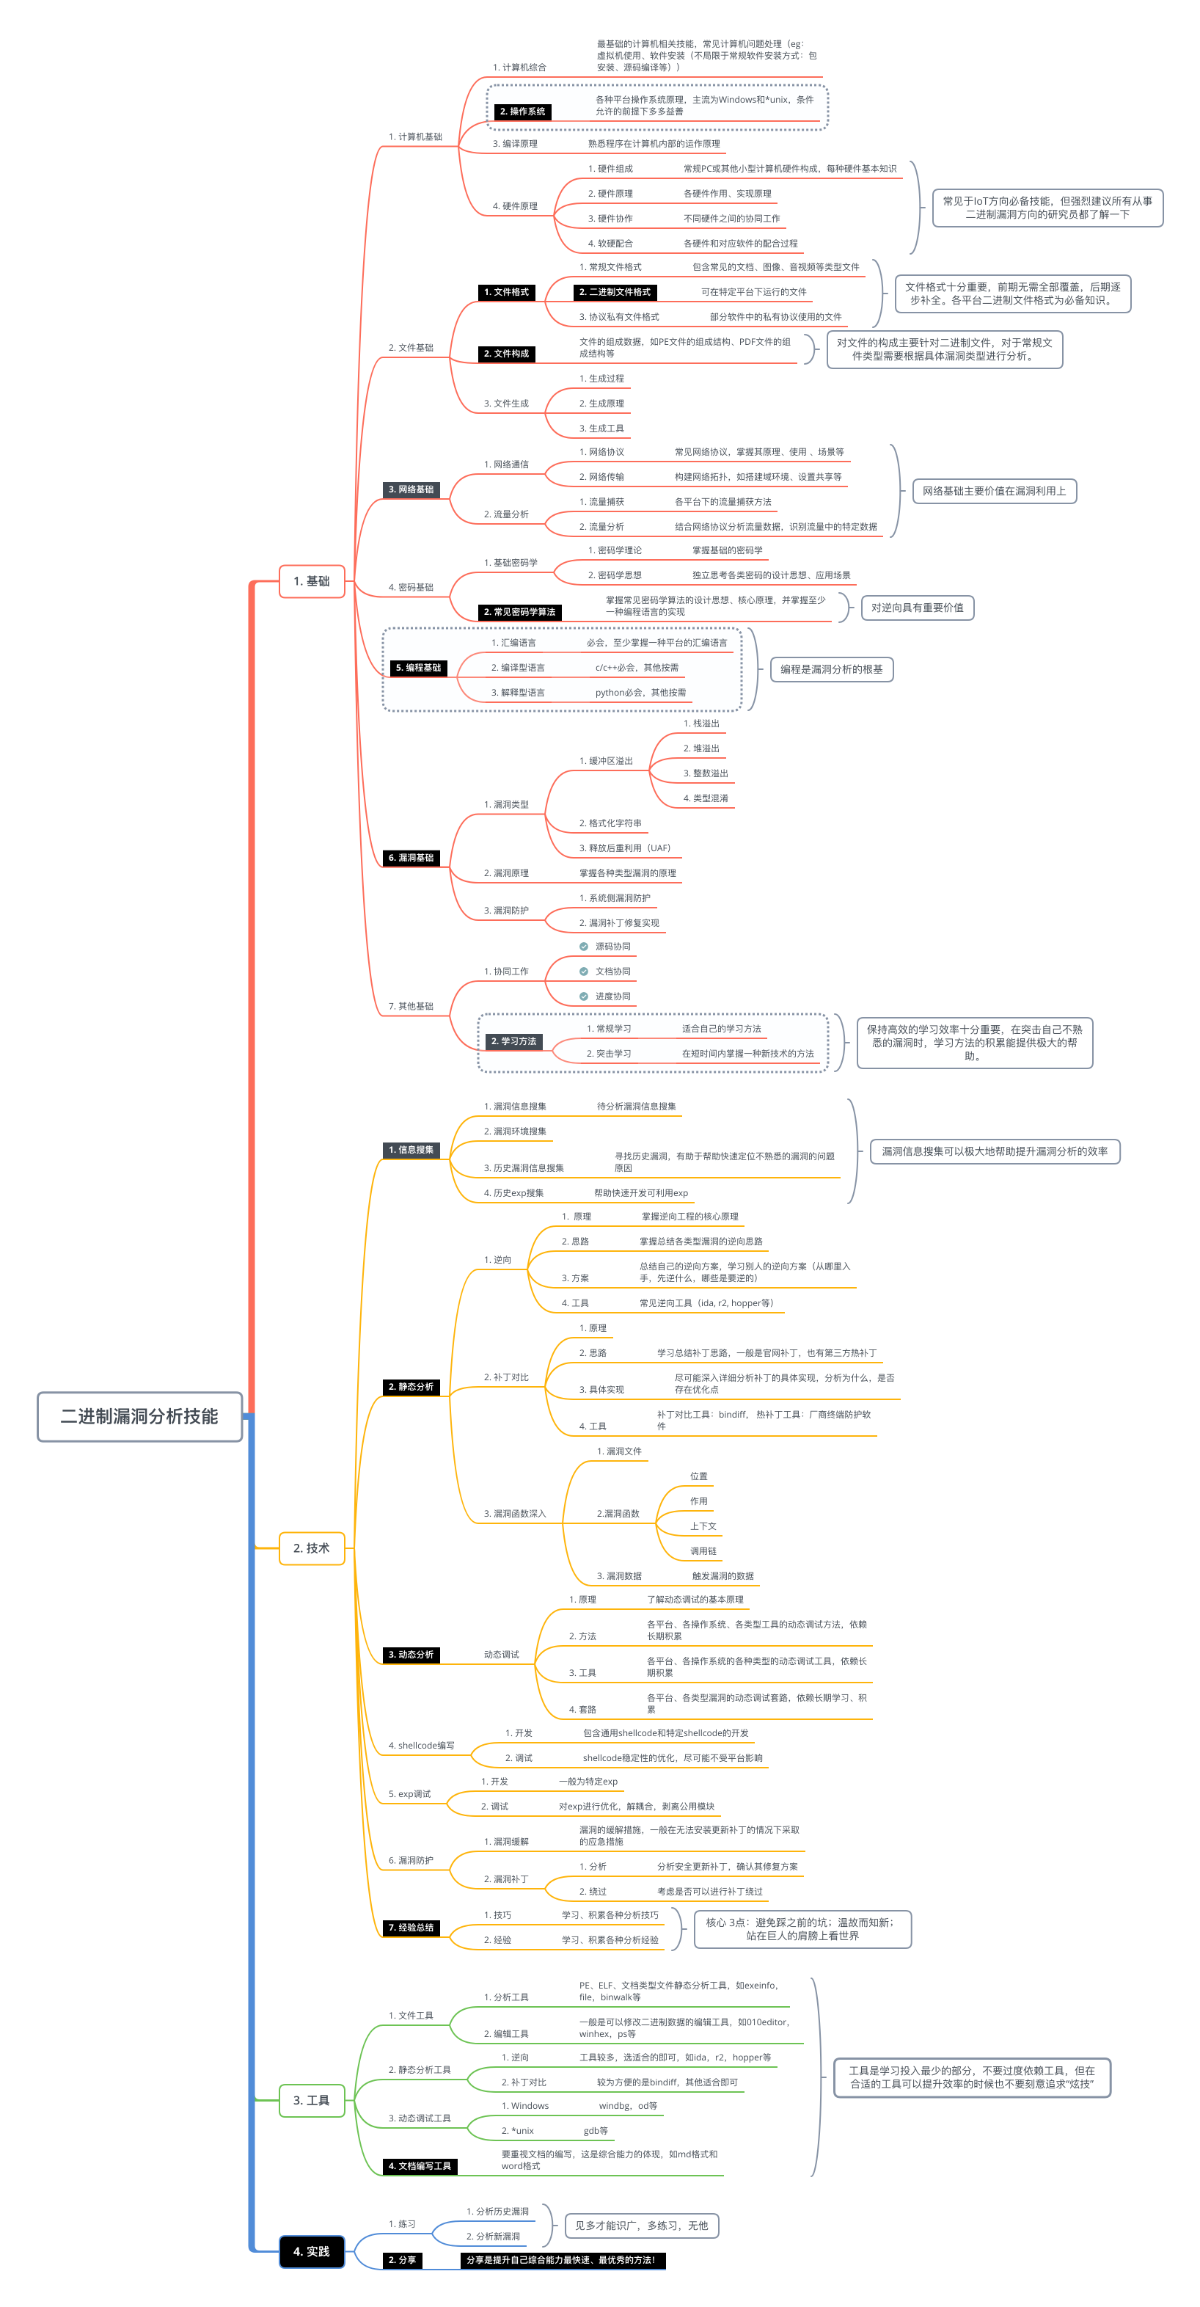 二进制漏洞分析技能
1. 基础
1. 计算机基础
1. 计算机综合
最基础的计算机相关技能，常见计算机问题处理（eg：
虚拟机使用、软件安装（不局限于常规软件安装方式：包
安装、源码编译等））
2. 操作系统
各种平台操作系统原理，主流为Windows和*unix，条件
允许的前提下多多益善
3. 编译原理
熟悉程序在计算机内部的运作原理
4. 硬件原理
1. 硬件组成
常规PC或其他小型计算机硬件构成，每种硬件基本知识
2. 硬件原理
各硬件作用、实现原理
3. 硬件协作
不同硬件之间的协同工作
4. 软硬配合
各硬件和对应软件的配合过程
常见于IoT方向必备技能，但强烈建议所有从事
二进制漏洞方向的研究员都了解一下
2. 文件基础
1. 文件格式
1. 常规文件格式
包含常见的文档、图像、音视频等类型文件
2. 二进制文件格式
可在特定平台下运行的文件
3. 协议私有文件格式
部分软件中的私有协议使用的文件
文件格式十分重要，前期无需全部覆盖，后期逐
步补全。各平台二进制文件格式为必备知识。
2. 文件构成
文件的组成数据，如PE文件的组成结构、PDF文件的组
成结构等
对文件的构成主要针对二进制文件，对于常规文
件类型需要根据具体漏洞类型进行分析。
3. 文件生成
1. 生成过程
2. 生成原理
3. 生成工具
3. 网络基础
1. 网络通信
1. 网络协议
常见网络协议，掌握其原理、使用 、场景等
2. 网络传输
构建网络拓扑，如搭建域环境、设置共享等
2. 流量分析
1. 流量捕获
各平台下的流量捕获方法
2. 流量分析
结合网络协议分析流量数据，识别流量中的特定数据
网络基础主要价值在漏洞利用上
4. 密码基础
1. 基础密码学
1. 密码学理论
掌握基础的密码学
2. 密码学思想
独立思考各类密码的设计思想、应用场景
2. 常见密码学算法
掌握常见密码学算法的设计思想、核心原理，并掌握至少
一种编程语言的实现
对逆向具有重要价值
5. 编程基础
1. 汇编语言
必会，至少掌握一种平台的汇编语言
2. 编译型语言
c/c++必会，其他按需
3. 解释型语言
python必会，其他按需
编程是漏洞分析的根基
6. 漏洞基础
1. 漏洞类型
1. 缓冲区溢出
1. 栈溢出
2. 堆溢出
3. 整数溢出
4. 类型混淆
2. 格式化字符串
3. 释放后重利用（UAF）
2. 漏洞原理
掌握各种类型漏洞的原理
3. 漏洞防护
1. 系统侧漏洞防护
2. 漏洞补丁修复实现
7. 其他基础
1. 协同工作
源码协同
文档协同
进度协同
2. 学习方法
1. 常规学习
适合自己的学习方法
2. 突击学习
在短时间内掌握一种新技术的方法
保持高效的学习效率十分重要，在突击自己不熟
悉的漏洞时，学习方法的积累能提供极大的帮
助。
2. 技术
1. 信息搜集
1. 漏洞信息搜集
待分析漏洞信息搜集
2. 漏洞环境搜集
3. 历史漏洞信息搜集
寻找历史漏洞，有助于帮助快速定位不熟悉的漏洞的问题
原因
4. 历史exp搜集
帮助快速开发可利用exp
漏洞信息搜集可以极大地帮助提升漏洞分析的效率
2. 静态分析
1. 逆向
1. 原理
掌握逆向工程的核心原理
2. 思路
掌握总结各类型漏洞的逆向思路
3. 方案
总结自己的逆向方案，学习别人的逆向方案（从哪里入
手，先逆什么，哪些是要逆的）
4. 工具
常见逆向工具（ida, r2, hopper等）
2. 补丁对比
1. 原理
2. 思路
学习总结补丁思路，一般是官网补丁，也有第三方热补丁
3. 具体实现
尽可能深入详细分析补丁的具体实现，分析为什么，是否
存在优化点
4. 工具
补丁对比工具：bindiff， 热补丁工具：厂商终端防护软
件
3. 漏洞函数深入
1. 漏洞文件
2.漏洞函数
位置
作用
上下文
调用链
3. 漏洞数据
触发漏洞的数据
3. 动态分析
动态调试
1. 原理
了解动态调试的基本原理
2. 方法
各平台、各操作系统、各类型工具的动态调试方法，依赖
长期积累
3. 工具
各平台、各操作系统的各种类型的动态调试工具，依赖长
期积累
4. 套路
各平台、各类型漏洞的动态调试套路，依赖长期学习、积
累
4. shellcode编写
1. 开发
包含通用shellcode和特定shellcode的开发
2. 调试
shellcode稳定性的优化，尽可能不受平台影响
5. exp调试
1. 开发
一般为特定exp
2. 调试
对exp进行优化，解耦合，剥离公用模块
6. 漏洞防护
1. 漏洞缓解
漏洞的缓解措施，一般在无法安装更新补丁的情况下采取
的应急措施
2. 漏洞补丁
1. 分析
分析安全更新补丁，确认其修复方案
2. 绕过
考虑是否可以进行补丁绕过
7. 经验总结
1. 技巧
学习、积累各种分析技巧
2. 经验
学习、积累各种分析经验
核心 3点：避免踩之前的坑；温故而知新；
站在巨人的肩膀上看世界
3. 工具
1. 文件工具
1. 分析工具
PE、ELF、文档类型文件静态分析工具，如exeinfo，
file，binwalk等
2. 编辑工具
一般是可以修改二进制数据的编辑工具，如010editor，
winhex，ps等
2. 静态分析工具
1. 逆向
工具较多，选适合的即可，如ida，r2，hopper等
2. 补丁对比
较为方便的是bindiff，其他适合即可
3. 动态调试工具
1. Windows
windbg，od等
2. *unix
gdb等
4. 文档编写工具
要重视文档的编写，这是综合能力的体现，如md格式和
word格式
工具是学习投入最少的部分，不要过度依赖工具，但在
合适的工具可以提升效率的时候也不要刻意追求“炫技”
4. 实践
1. 练习
1. 分析历史漏洞
2. 分析新漏洞
见多才能识广，多练习，无他
2. 分享
分享是提升自己综合能力最快速、最优秀的方法！